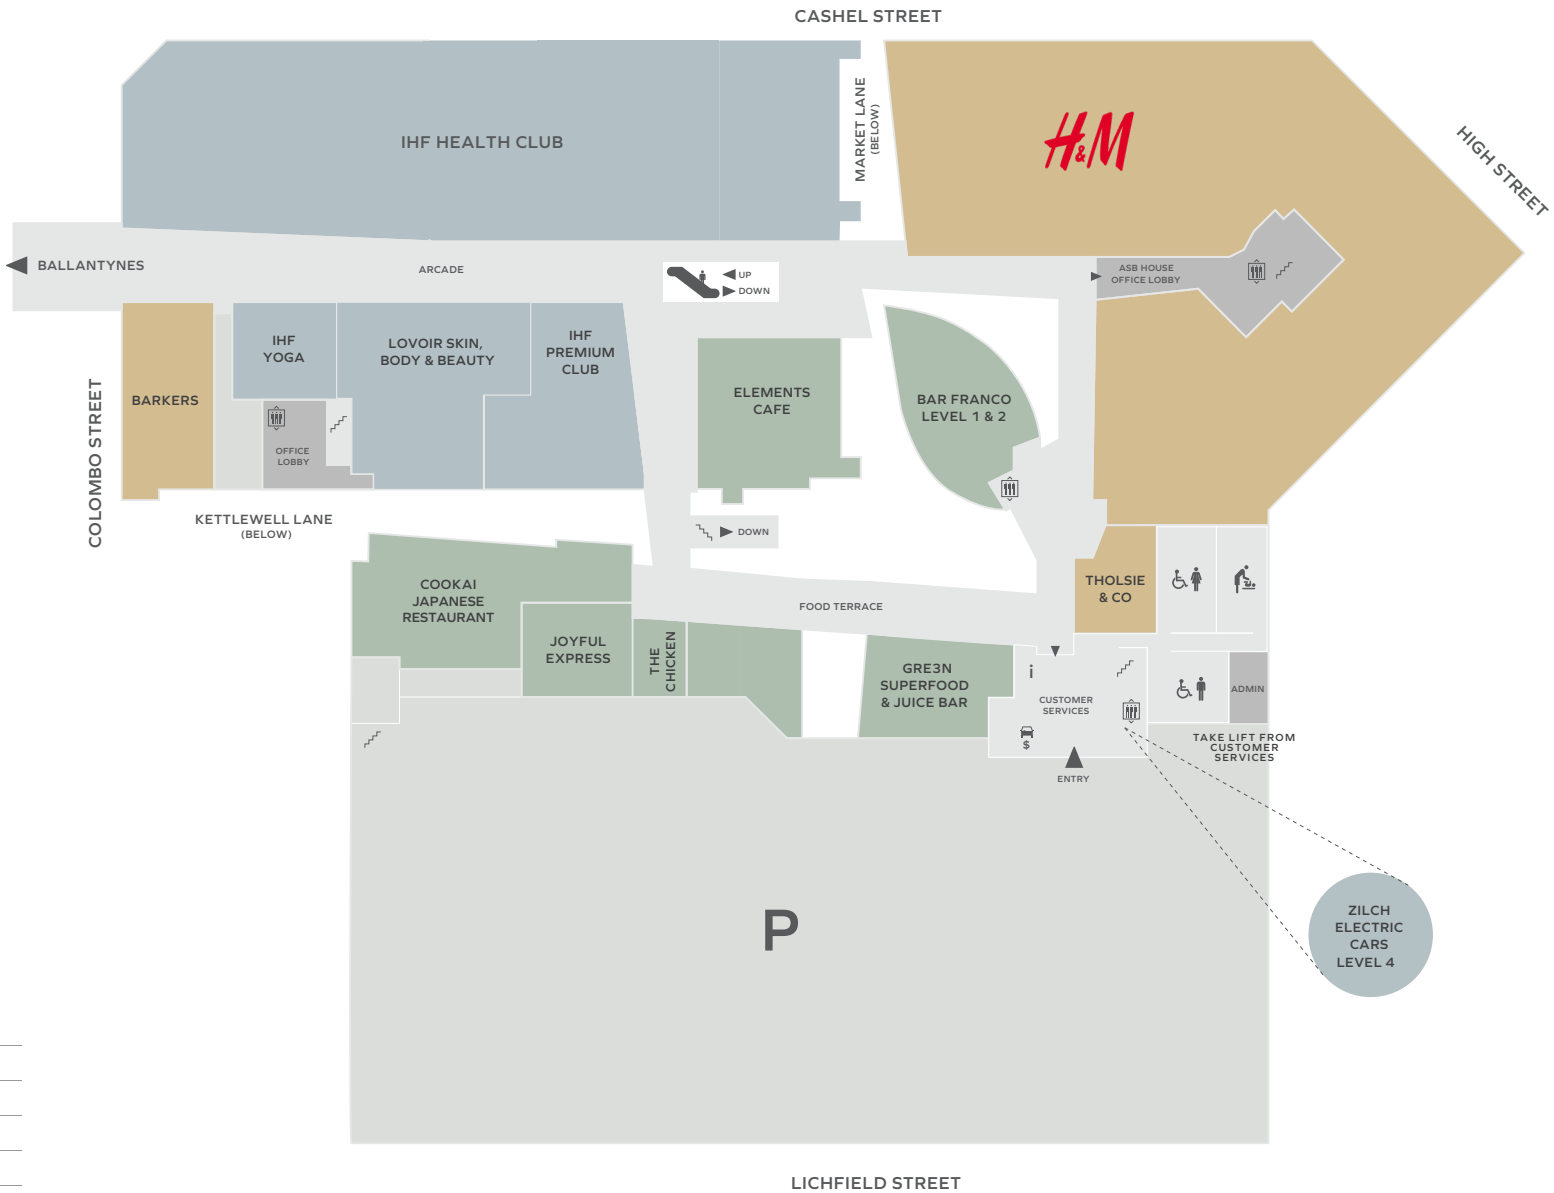 CASHEL STREET
IHF HEALTH CLUB
MARKET LANE
(BELOW)
H&M
HIGH STREET
BALLANTYNES
ARCADE
UP
DOWN
ASB HOUSE
OFFICE LOBBY
COLOMBO STREET
BARKERS
IHF
YOGA
LOVOIR SKIN,
BODY & BEAUTY
IHF
PREMIUM
CLUB
ELEMENTS
CAFE
BAR FRANCO
LEVEL 1 & 2
OFFICE
LOBBY
KETTLEWELL LANE
(BELOW)
DOWN
COOKAI
JAPANESE
RESTAURANT
JOYFUL
EXPRESS
THE
CHICKEN
FOOD TERRACE
THOLSIE
& CO
GRE3N
SUPERFOOD
& JUICE BAR
i
CUSTOMER
SERVICES
$
ADMIN
ENTRY
TAKE LIFT FROM
CUSTOMER
SERVICES
P
ZILCH
ELECTRIC
CARS
LEVEL 4
LICHFIELD STREET